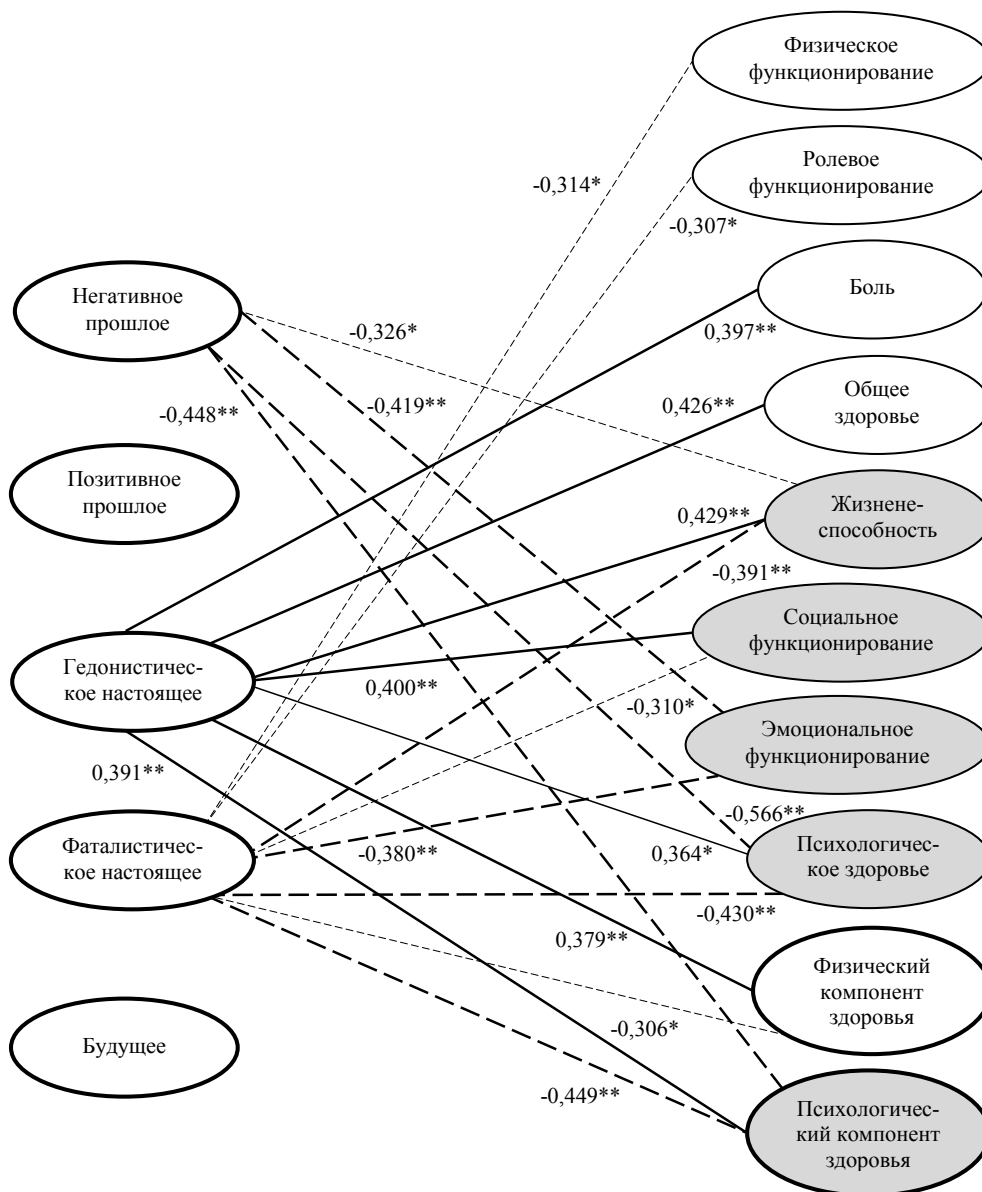 Физическое
функционирование
-0,314*
Ролевое
функционирование
-0,307*
Негативное
прошлое
Боль
-0,326*
0,397**
Общее
здоровье
-0,448**
-0,419**
0,426**
Позитивное
прошлое
Жизнене-
способность
0,429**
-0,391**
Социальное
функционирование
Гедонистичес-
кое настоящее
0,400**
-0,310*
Эмоциональное
функционирование
0,391**
-0,566**
Фаталистичес-
кое настоящее
-0,380**
0,364*
Психологичес-
кое здоровье
-0,430**
0,379**
Физический
компонент
здоровья
-0,306*
Будущее
-0,449**
Психологичес-
кий компонент
здоровья